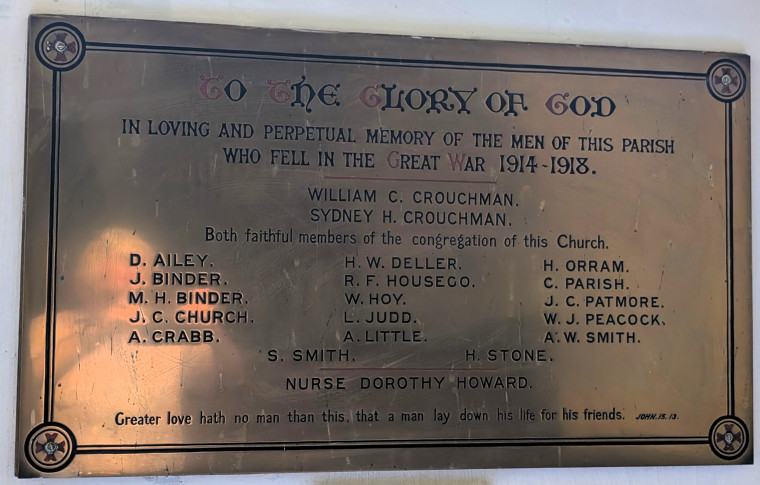 To The Glory of God
IN LOVING AND PERPETUAL MEMORY OF THE MEN OF THIS PARISH
WHO FELL IN THE GREAT WAR 1914-1918.
WILLIAM C. CROUCHMAN.
SYDNEY H. CROUCHMAN.
Both faithful members of the congregation of this Church.
D. AILEY. H. W. DELLER. H. ORRAM.
J. BINDER. R. F. HOUSEGO. C. PARISH.
M. H. BINDER. W. HOY. J. C. PATMORE.
J. C. CHURCH. L. JUDD. W. J. PEACOCK.
A. CRABB. A. LITTLE. A. W. SMITH.
S. SMITH. H. STONE.
NURSE DOROTHY HOWARD.
Greater love hath no man than this, that a man lay down his life for his friends. JOHN. 15. 13.